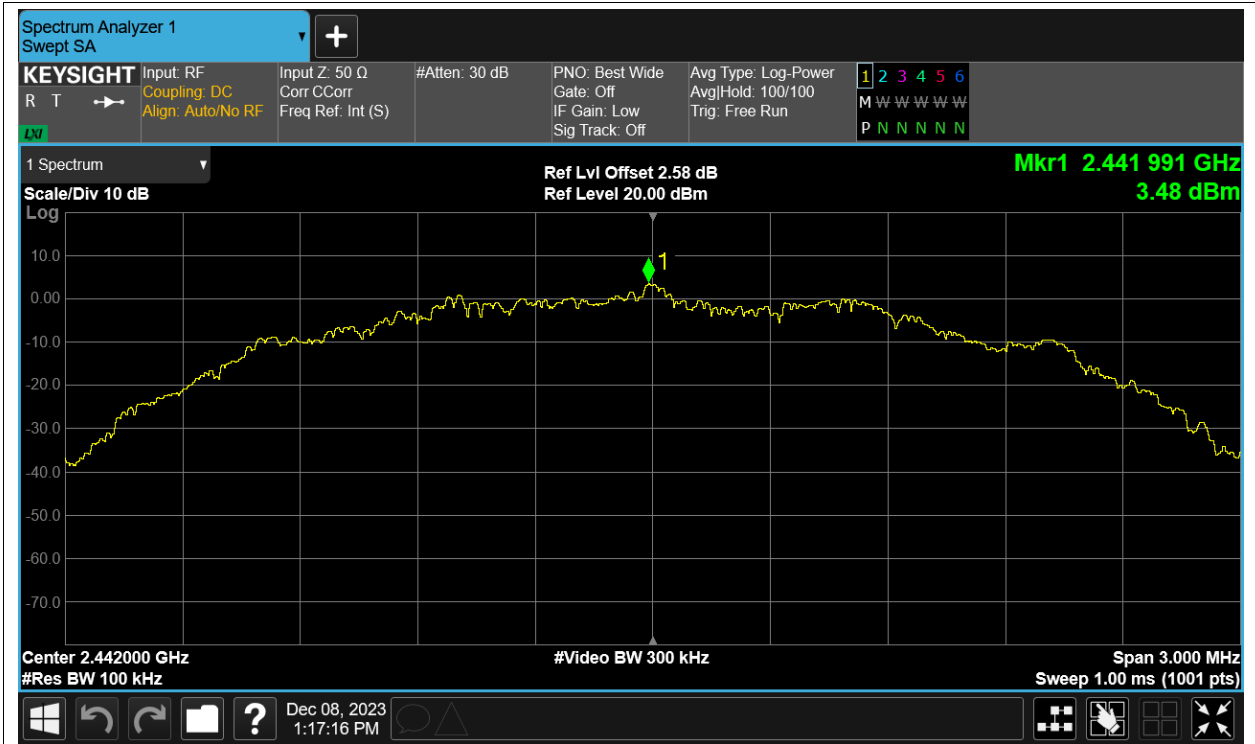 Spectrum Analyzer 1
Swept SA
KEYSIGHT
R T
LXI
Input: RF
Coupling: DC
Align: Auto/No RF
Input Z: 50 Ω
Corr CCorr
Freq Ref: Int (S)
#Atten: 30 dB
PNO: Best Wide
Gate: Off
IF Gain: Low
Sig Track: Off
Avg Type: Log-Power
Avg|Hold: 100/100
Trig: Free Run
1 2 3 4 5 6
M W W W W W
P N N N N N
1 Spectrum
Scale/Div 10 dB
Log
Ref Lvl Offset 2.58 dB
Ref Level 20.00 dBm
Mkr1 2.441 991 GHz
3.48 dBm
1
10.0
0.00
-10.0
-20.0
-30.0
-40.0
-50.0
-60.0
-70.0
Center 2.442000 GHz
#Res BW 100 kHz
#Video BW 300 kHz
Span 3.000 MHz
Sweep 1.00 ms (1001 pts)
?
Dec 08, 2023
1:17:16 PM